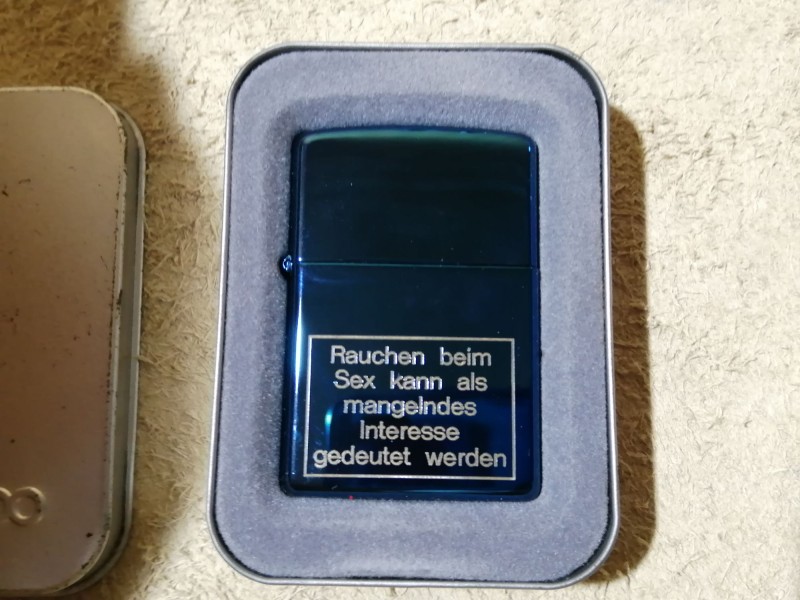 Rauchen beim
Sex kann als
mangelndes
Interesse
gedeutet werden